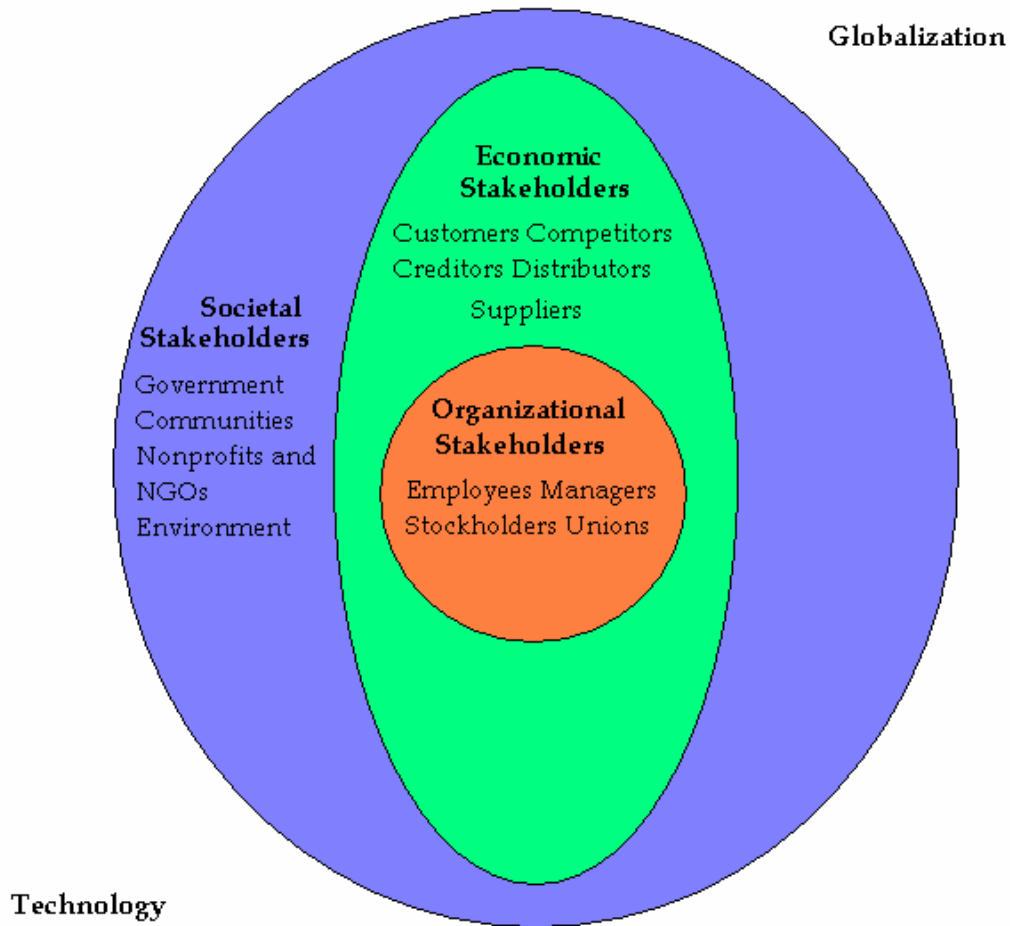 Globalization
Economic
Stakeholders
Customers Competitors
Creditors Distributors
Suppliers
Societal
Stakeholders
Government
Communities
Nonprofits and
NGOs
Environment
Organizational
Stakeholders
Employees Managers
Stockholders Unions
Technology